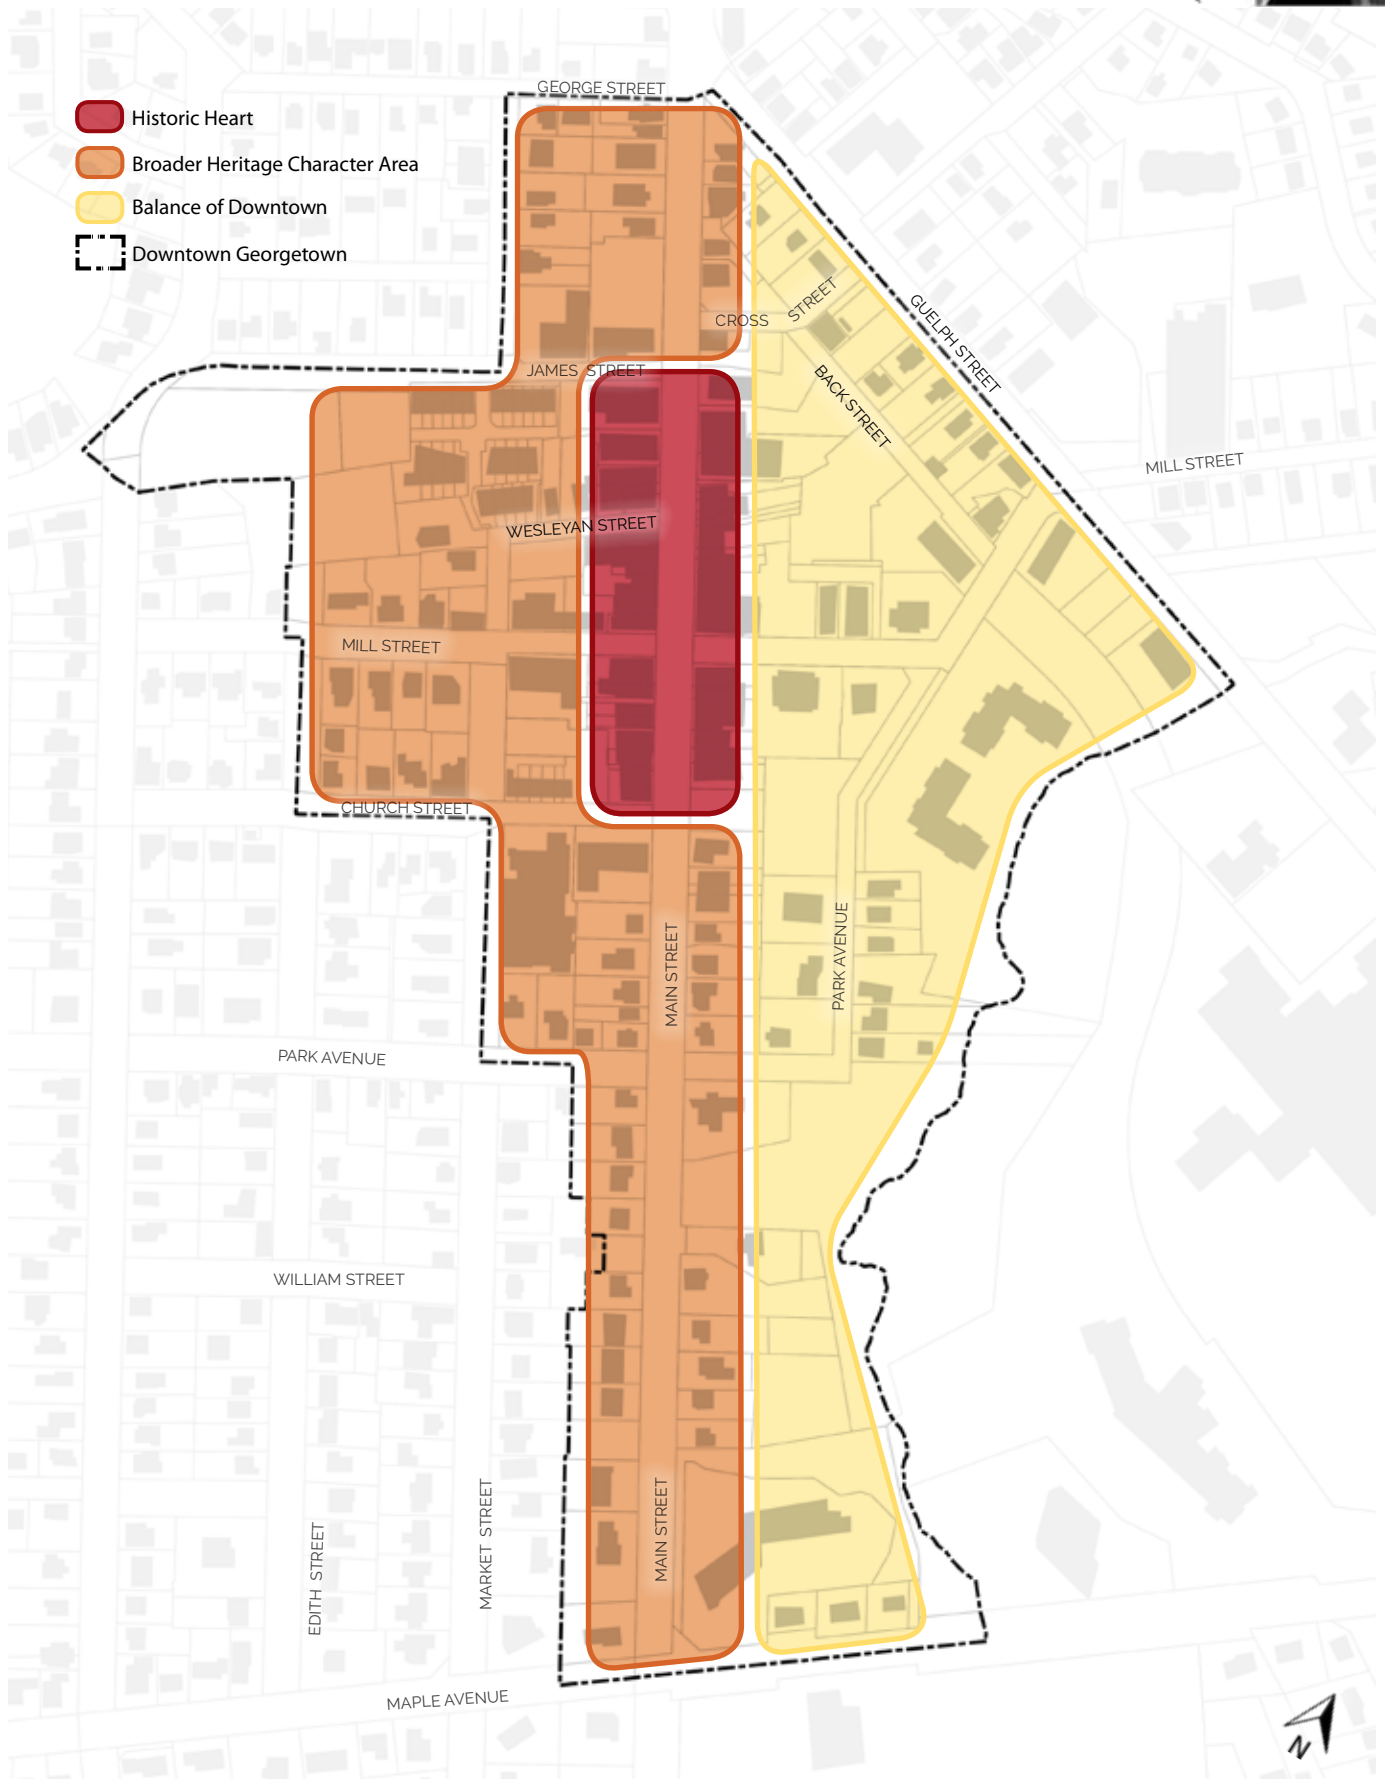 GEORGE STREET
Historic Heart
Broader Heritage Character Area
Balance of Downtown
Downtown Georgetown
CROSS STREET
GUELPH STREET
JAMES STREET
BACK STREET
MILL STREET
WESLEYAN STREET
MILL STREET
CHURCH STREET
MAIN STREET
PARK AVENUE
PARK AVENUE
WILLIAM STREET
MAIN STREET
MARKET STREET
EDITH STREET
MAPLE AVENUE
N